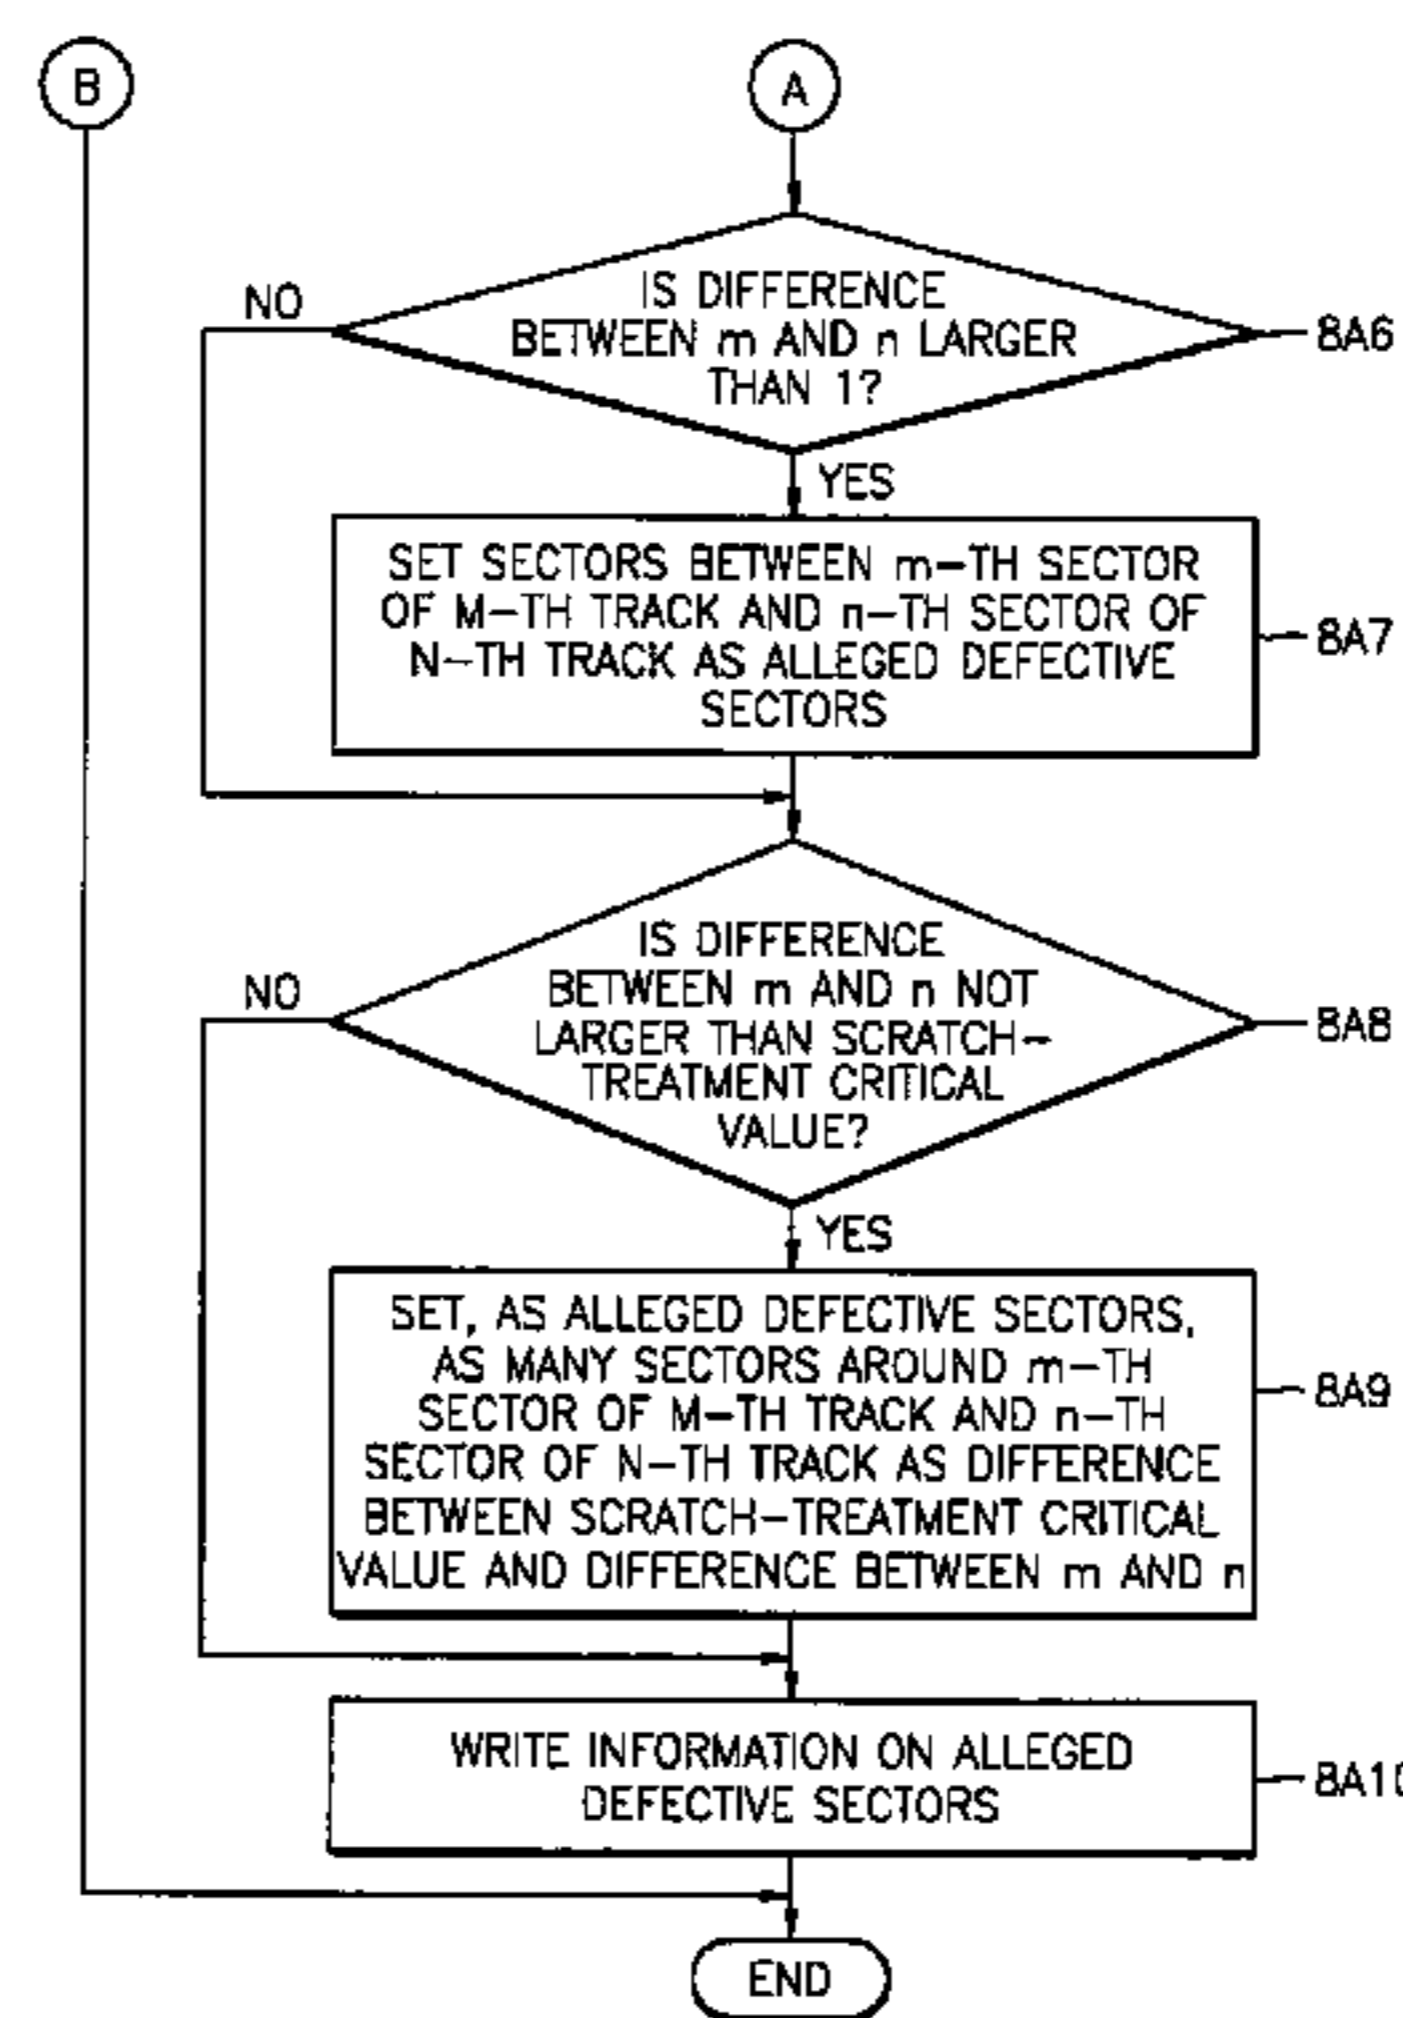 B
A
IS DIFFERENCE
BETWEEN m AND n LARGER
THAN 1?
NO
8A6
YES
SET SECTORS BETWEEN m-TH SECTOR
OF M-TH TRACK AND n-TH SECTOR OF
N-TH TRACK AS ALLEGED DEFECTIVE
SECTORS
8A7
IS DIFFERENCE
BETWEEN m AND n NOT
LARGER THAN SCRATCH-
TREATMENT CRITICAL
VALUE?
NO
8A8
YES
SET, AS ALLEGED DEFECTIVE SECTORS,
AS MANY SECTORS AROUND m-TH
SECTOR OF M-TH TRACK AND n-TH
SECTOR OF N-TH TRACK AS DIFFERENCE
BETWEEN SCRATCH-TREATMENT CRITICAL
VALUE AND DIFFERENCE BETWEEN m AND n
8A9
WRITE INFORMATION ON ALLEGED
DEFECTIVE SECTORS
8A10
END